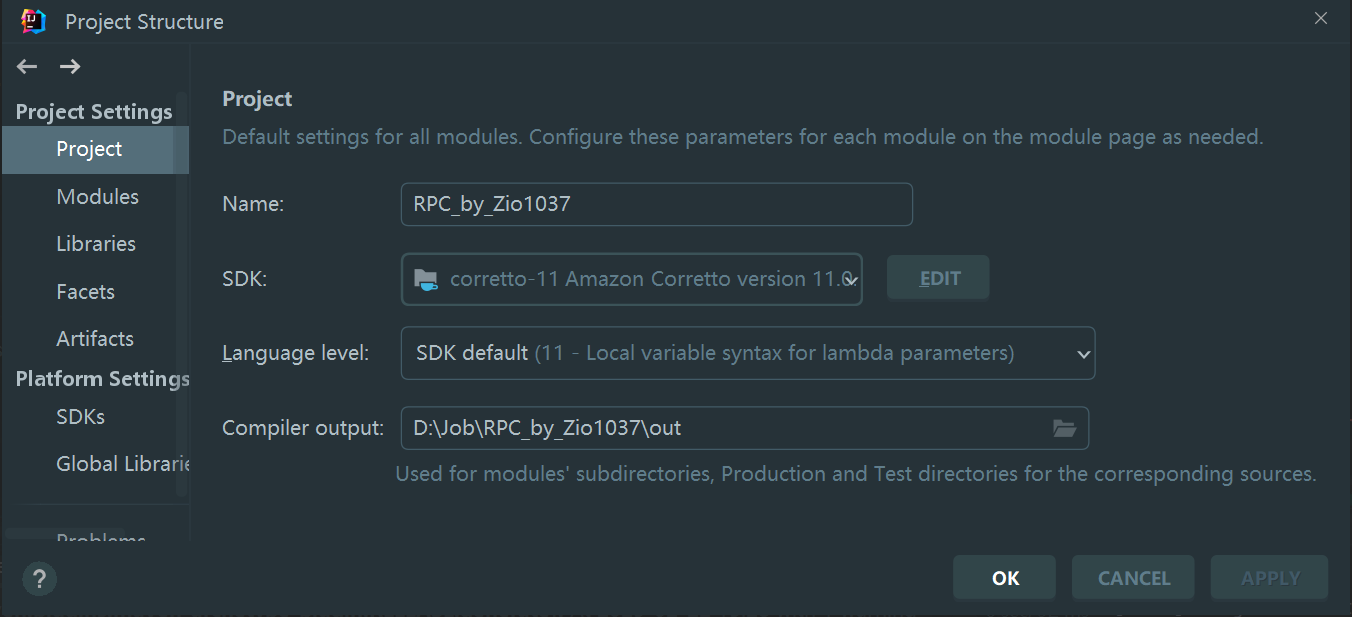 Project Structure
Project Settings
Project
Modules
Libraries
Facets
Artifacts
Platform Settings
SDKs
Global Librarie
Problems
Project
Default settings for all modules. Configure these parameters for each module on the module page as needed.
Name: RPC_by_Zio1037
SDK: corretto-11 Amazon Corretto version 11.0 EDIT
Language level: SDK default (11 - Local variable syntax for lambda parameters)
Compiler output: D:\Job\RPC_by_Zio1037\out
Used for modules' subdirectories, Production and Test directories for the corresponding sources.
? OK CANCEL APPLY